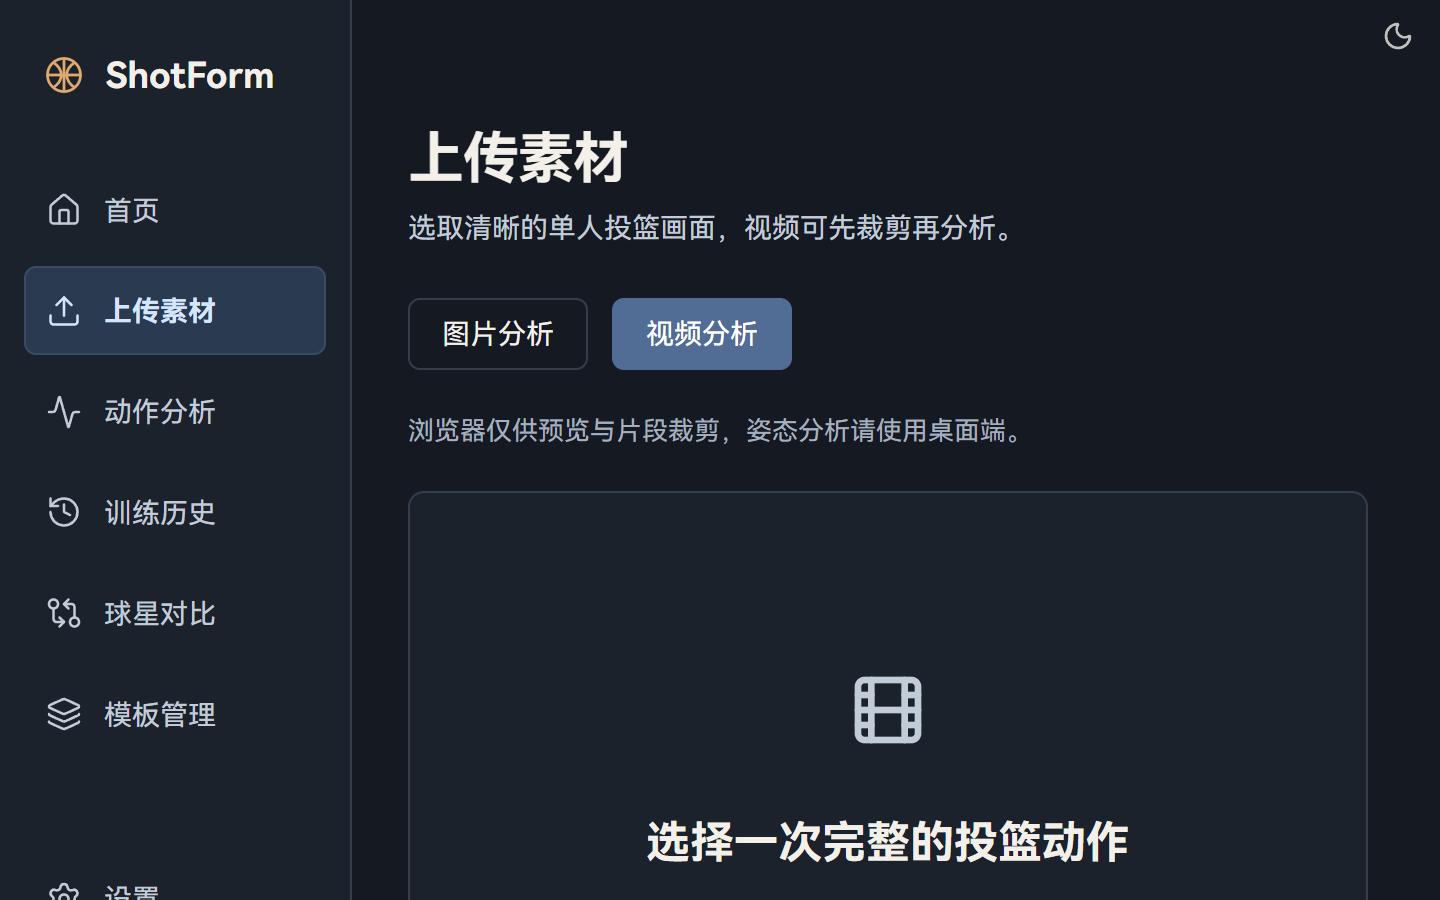 ShotForm
首页
上传素材
动作分析
训练历史
球星对比
模板管理
设置
上传素材
选取清晰的单人投篮画面，视频可先裁剪再分析。
图片分析
视频分析
浏览器仅供预览与片段裁剪，姿态分析请使用桌面端。
选择一次完整的投篮动作